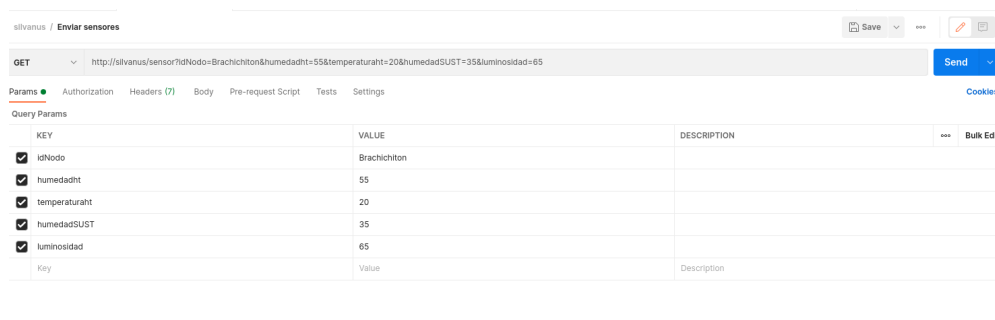 silvanus / Enviar sensores
Save
GET http://silvanus/sensor?idNodo=Brachichiton&humedadht=55&temperaturaht=20&humedadSUST=35&luminosidad=65 Send
Params Authorization Headers (7) Body Pre-request Script Tests Settings Cookies
Query Params
KEY VALUE DESCRIPTION Bulk Ed
idNodo Brachichiton
humedadht 55
temperaturaht 20
humedadSUST 35
luminosidad 65
Key Value Description